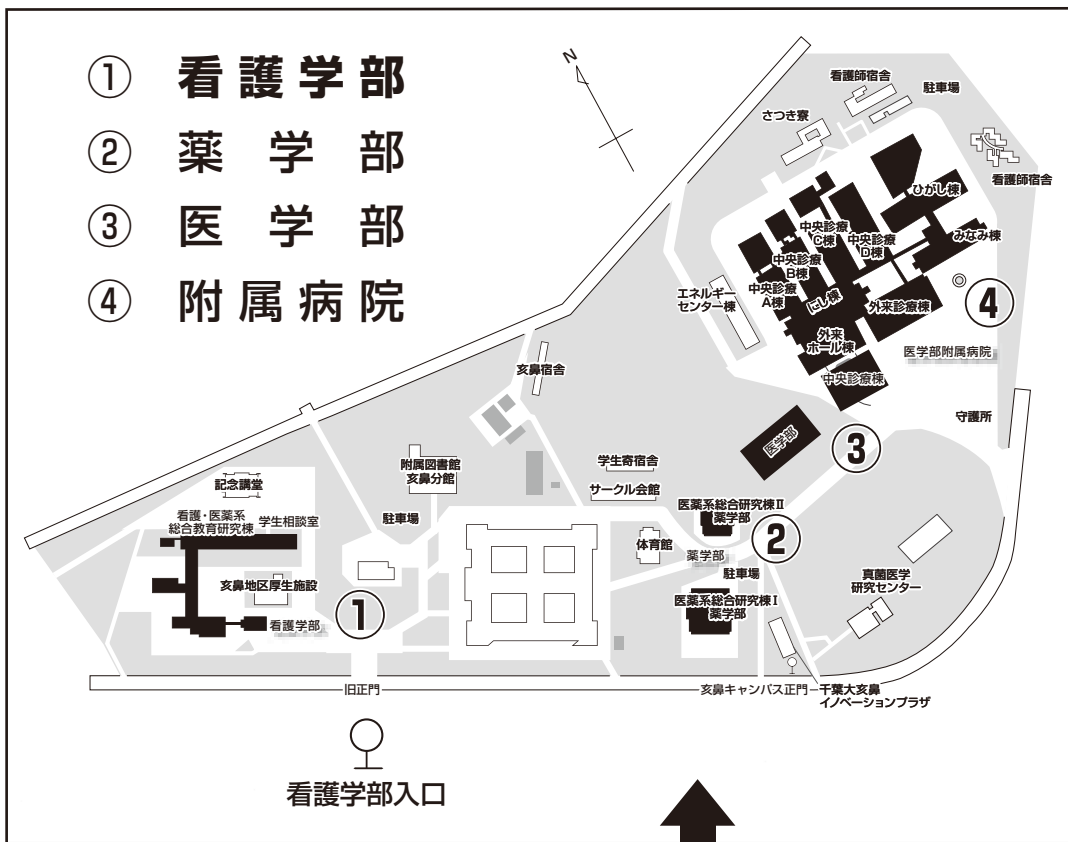 ① 看護学部
② 薬学部
③ 医学部
④ 附属病院
N
看護師宿舎
駐車場
さつき寮
看護師宿舎
ひがし棟
みなみ棟
中央診療
C棟
中央診療
D棟
中央診療
B棟
中央診療
A棟
エネルギー
センター棟
にし棟
外来診療棟
④
外来
ホール棟
医学部附属病院
中央診療棟
亥鼻宿舎
守護所
医学部
③
附属図書館
亥鼻分館
学生寄宿舎
サークル会館
記念講堂
看護・医薬系
総合教育研究棟
学生相談室
駐車場
医薬系総合研究棟Ⅱ
薬学部
②
体育館
薬学部
駐車場
真菌医学
研究センター
亥鼻地区厚生施設
①
看護学部
医薬系総合研究棟Ⅰ
薬学部
旧正門
亥鼻キャンパス正門
千葉大亥鼻
イノベーションプラザ
看護学部入口